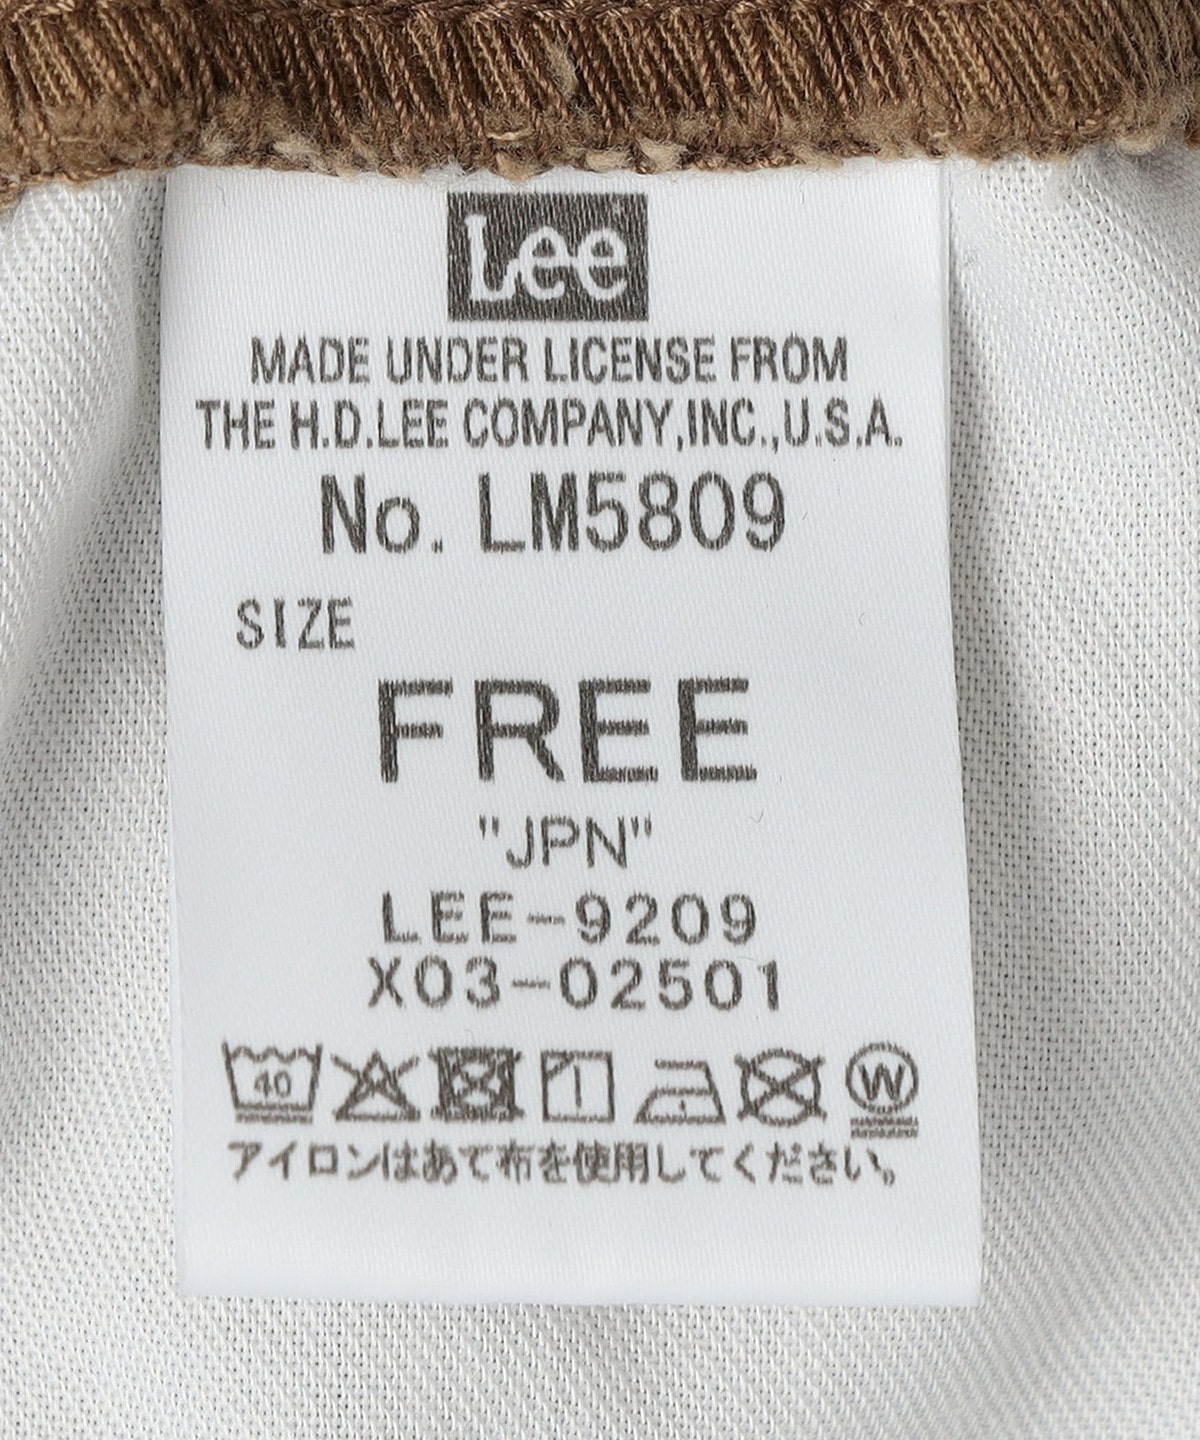 Lee
MADE UNDER LICENSE FROM
THE H.D.LEE COMPANY,INC.,U.S.A.
No. LM5809
SIZE
FREE
"JPN"
LEE-9209
X03-02501
40 W
アイロンはあて布を使用してください。